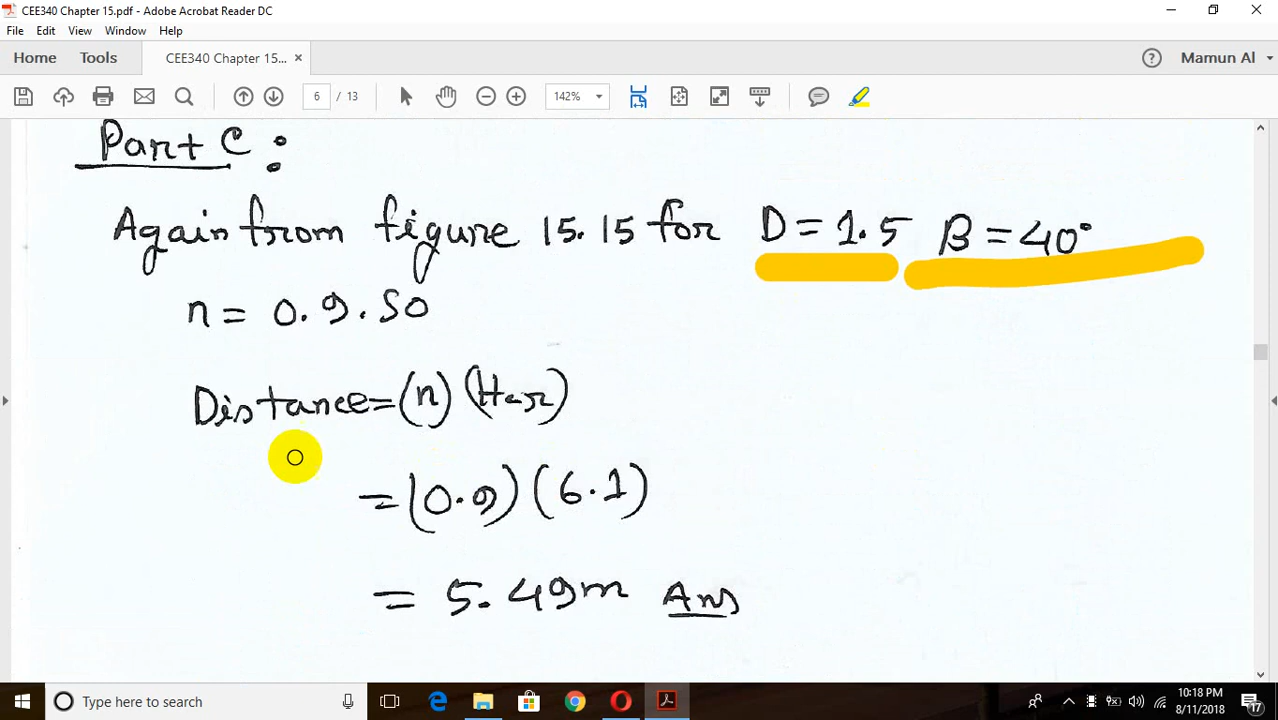 CEE340 Chapter 15.pdf - Adobe Acrobat Reader DC
File Edit View Window Help
Home Tools CEE340 Chapter 15... × Mamun Al
6 / 13 142%
Part C :
Again from figure 15.15 for D = 1.5 B = 40°
n = 0.9.50
Distance = (n) (Hcr)
= (0.9) (6.1)
= 5.49m Ans
Type here to search
10:18 PM
8/11/2018
17